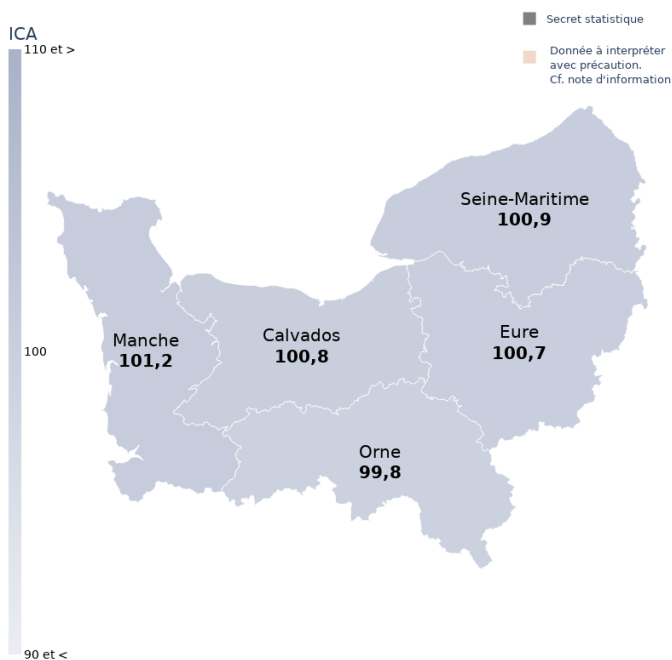 Secret statistique
ICA
110 et >
Donnée à interpréter
avec précaution.
Cf. note d'information
Seine-Maritime
100,9
Manche
101,2
Calvados
100,8
Eure
100,7
100
Orne
99,8
90 et <